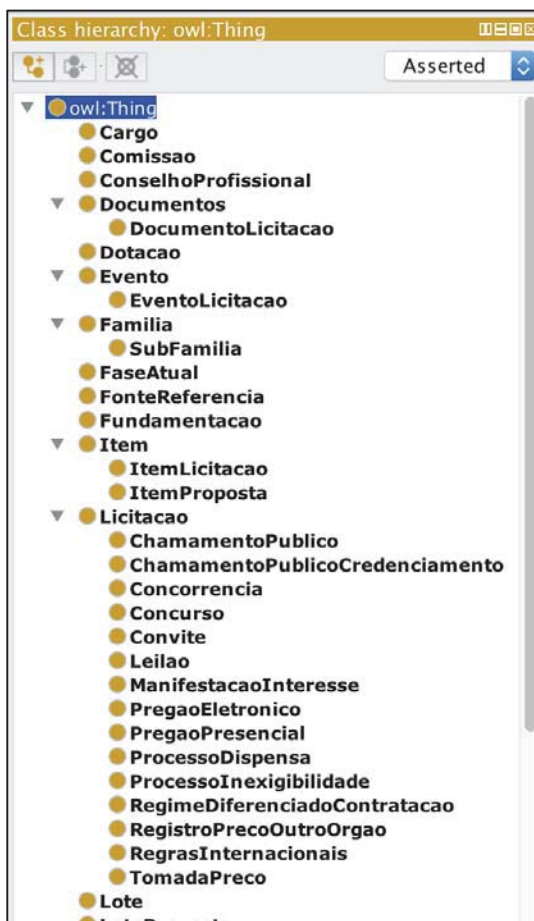 Class hierarchy: owl:Thing
Asserted
owl:Thing
Cargo
Comissao
ConselhoProfissional
Documentos
DocumentoLicitacao
Dotacao
Evento
EventoLicitacao
Familia
SubFamilia
FaseAtual
FonteReferencia
Fundamentacao
Item
ItemLicitacao
ItemProposta
Licitacao
ChamamentoPublico
ChamamentoPublicoCredenciamento
Concorrencia
Concurso
Convite
Leilao
ManifestacaoInteresse
PregaoEletronico
PregaoPresencial
ProcessoDispensa
ProcessoInexigibilidade
RegimeDiferenciadoContratacao
RegistroPrecoOutroOrgao
RegrasInternacionais
TomadaPreco
Lote